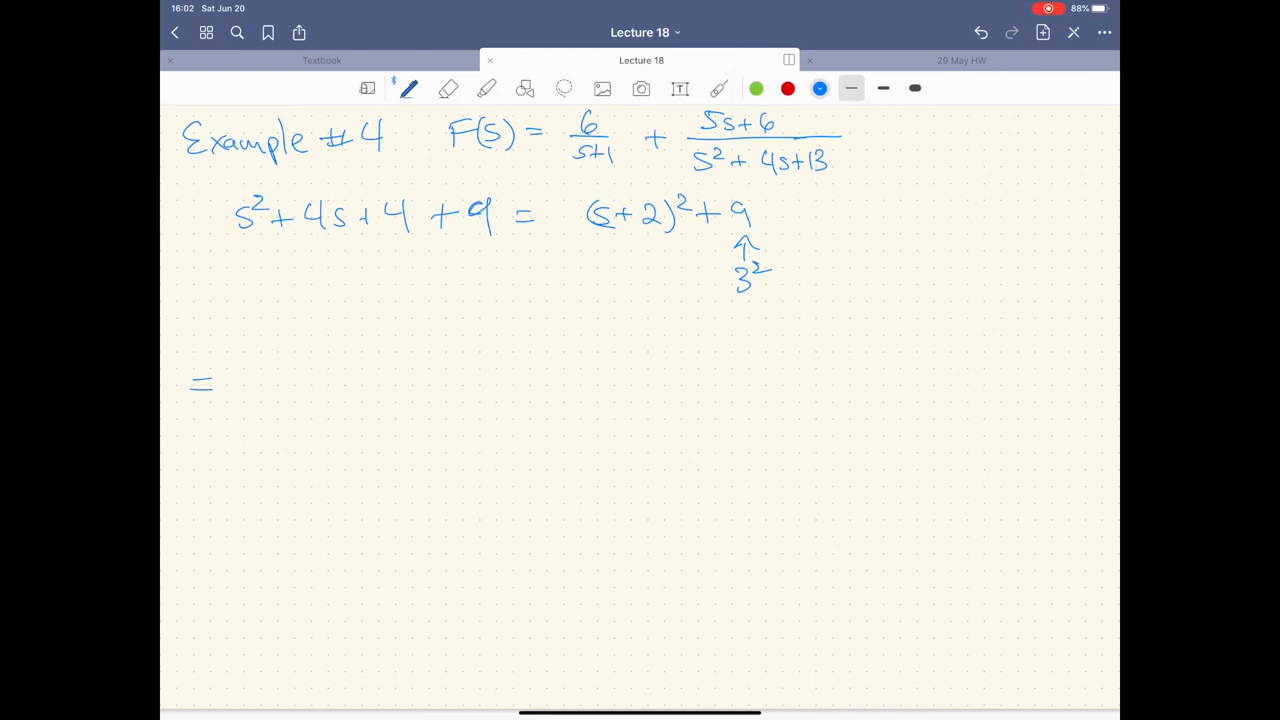 16:02 Sat Jun 20
88%
Lecture 18
Textbook
Lecture 18
29 May HW
Example #4 F(s) = 6/(s+1) + (5s+6)/(s² + 4s+13)
s² + 4s + 4 + 9 = (s+2)² + 9
↑
3²
=